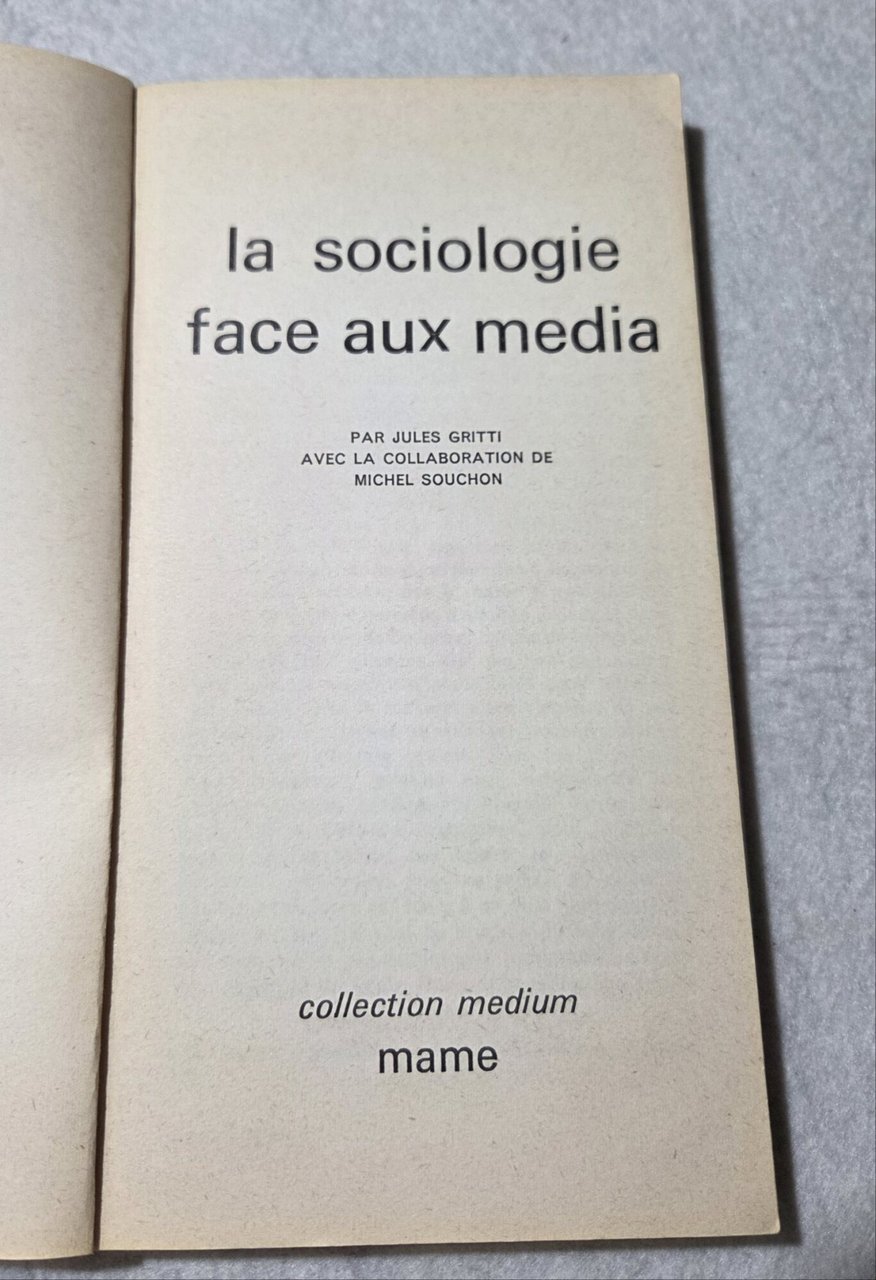 la sociologie
face aux media
PAR JULES GRITTI
AVEC LA COLLABORATION DE
MICHEL SOUCHON
collection medium
mame